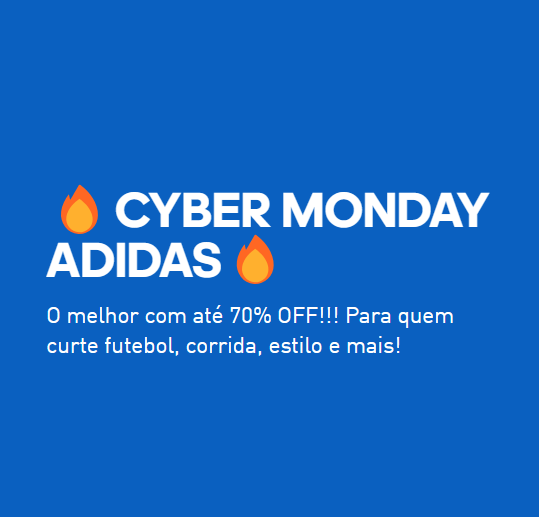 🔥 CYBER MONDAY
ADIDAS 🔥
O melhor com até 70% OFF!!! Para quem
curte futebol, corrida, estilo e mais!